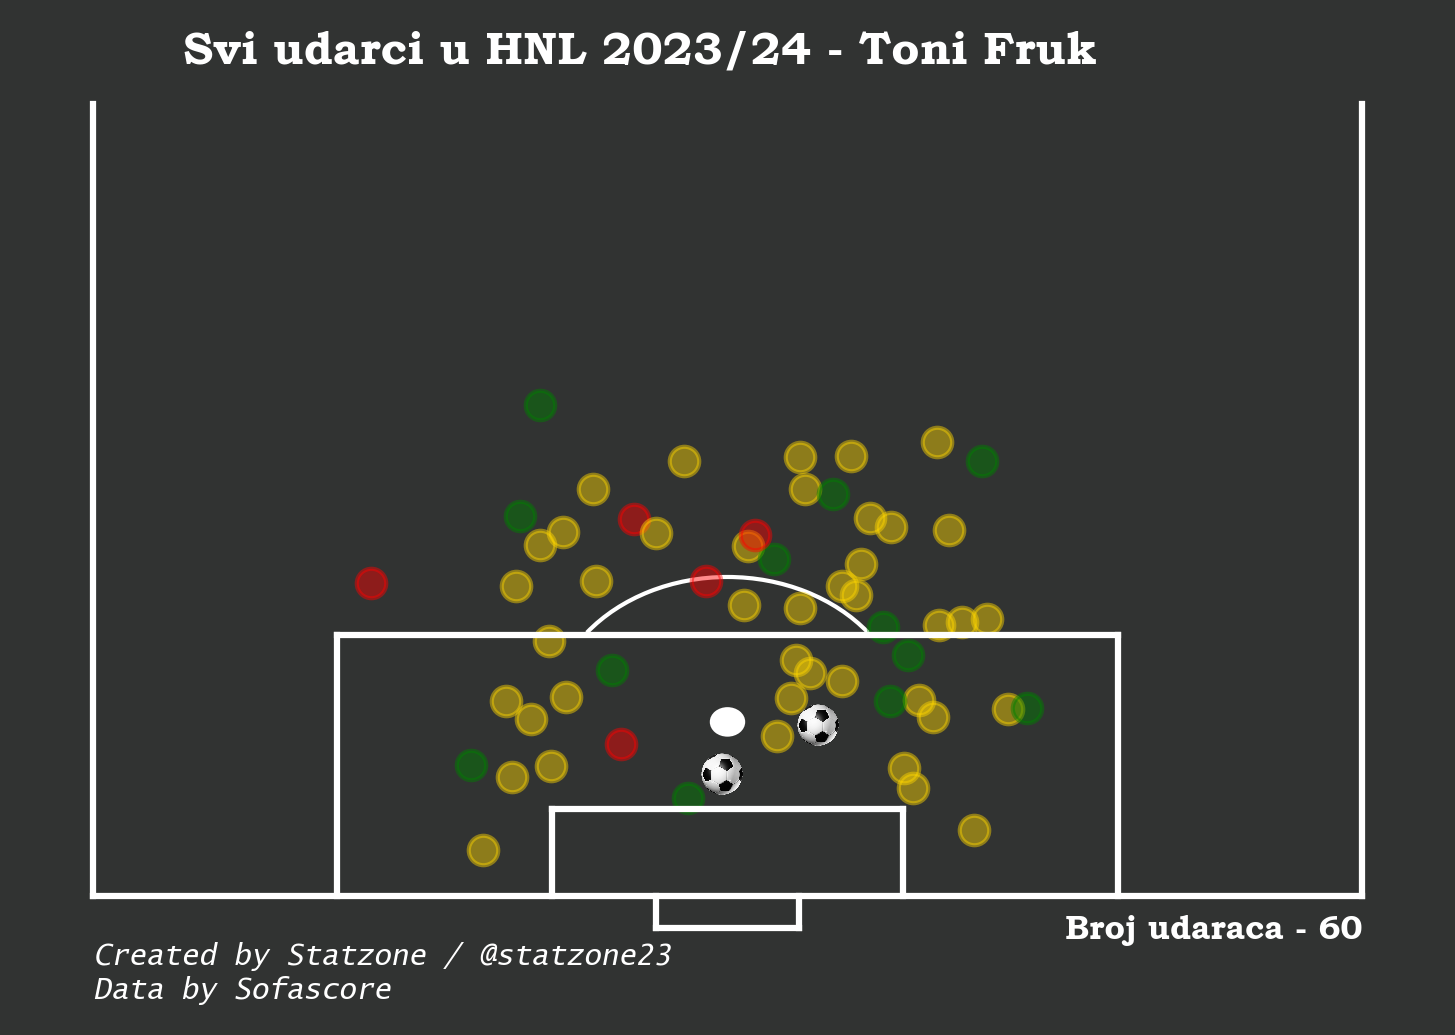 Svi udarci u HNL 2023/24 - Toni Fruk
Broj udaraca - 60
Created by Statzone / @statzone23
Data by Sofascore